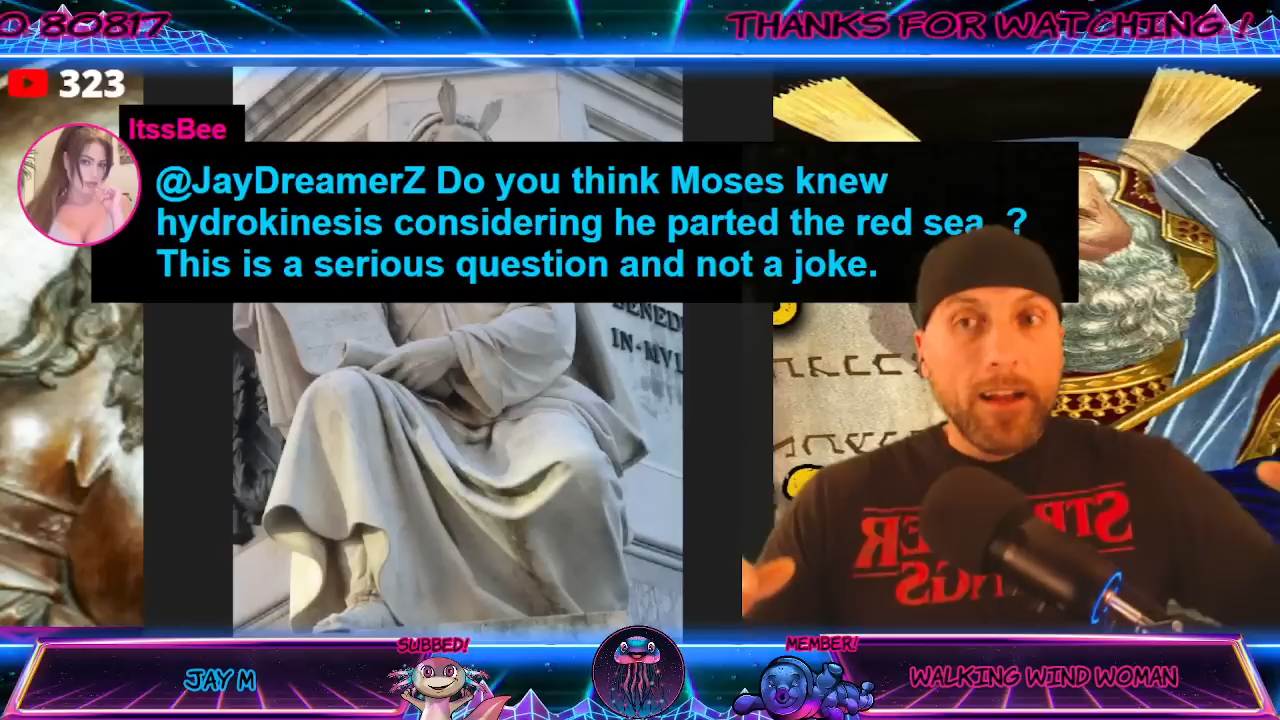 O 80817
THANKS FOR WATCHING !
323
ItssBee
@JayDreamerZ Do you think Moses knew
hydrokinesis considering he parted the red sea ?
This is a serious question and not a joke.
IN·MVL
SUBBED!
MEMBER!
JAY M
WALKING WIND WOMAN